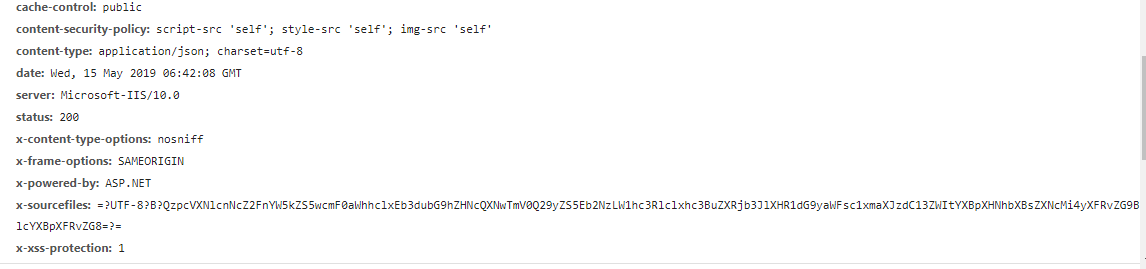 cache-control: public
content-security-policy: script-src 'self'; style-src 'self'; img-src 'self'
content-type: application/json; charset=utf-8
date: Wed, 15 May 2019 06:42:08 GMT
server: Microsoft-IIS/10.0
status: 200
x-content-type-options: nosniff
x-frame-options: SAMEORIGIN
x-powered-by: ASP.NET
x-sourcefiles: =?UTF-8?B?QzpcVXNlcnNcZ2FnYW5kZS5wcmF0aWhhclxEb3dubG9hZHNcQXNwTmV0Q29yZS5Eb2NzLW1hc3Rlclxhc3BuZXRjb3JlXHR1dG9yaWFsc1xmaXJzdC13ZWItYXBpXHNhbXBsZXNcMi4yXFRvZG9B
lcYXBpXFRvZG8=?=
x-xss-protection: 1